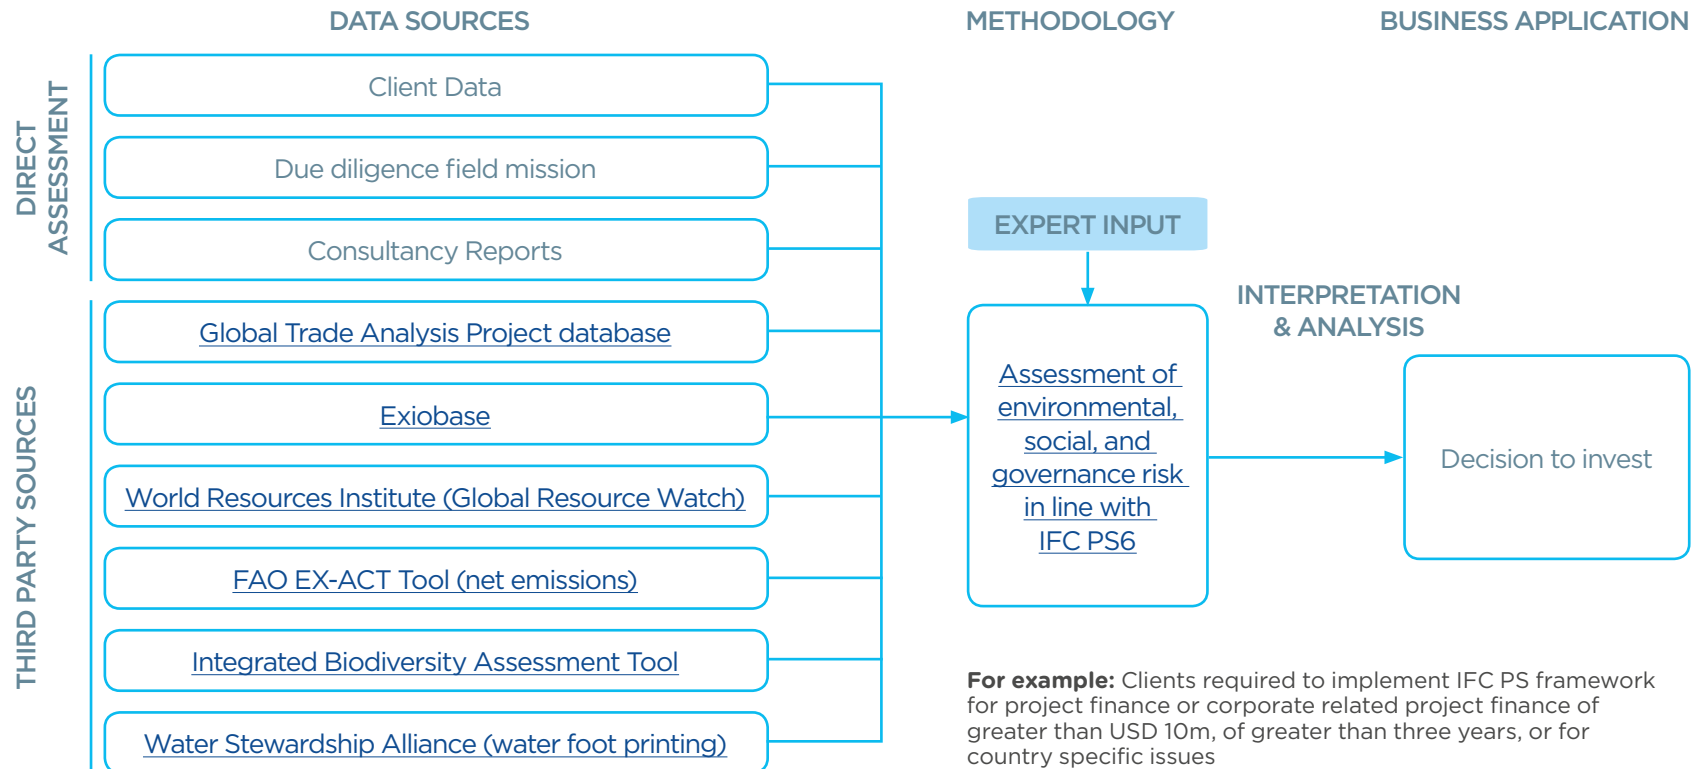 DATA SOURCES
METHODOLOGY
BUSINESS APPLICATION
DIRECT
ASSESSMENT
Client Data
Due diligence field mission
Consultancy Reports
THIRD PARTY SOURCES
Global Trade Analysis Project database
Exiobase
World Resources Institute (Global Resource Watch)
FAO EX-ACT Tool (net emissions)
Integrated Biodiversity Assessment Tool
Water Stewardship Alliance (water foot printing)
EXPERT INPUT
Assessment of
environmental,
social, and
governance risk
in line with
IFC PS6
INTERPRETATION
& ANALYSIS
Decision to invest
For example: Clients required to implement IFC PS framework
for project finance or corporate related project finance of
greater than USD 10m, of greater than three years, or for
country specific issues